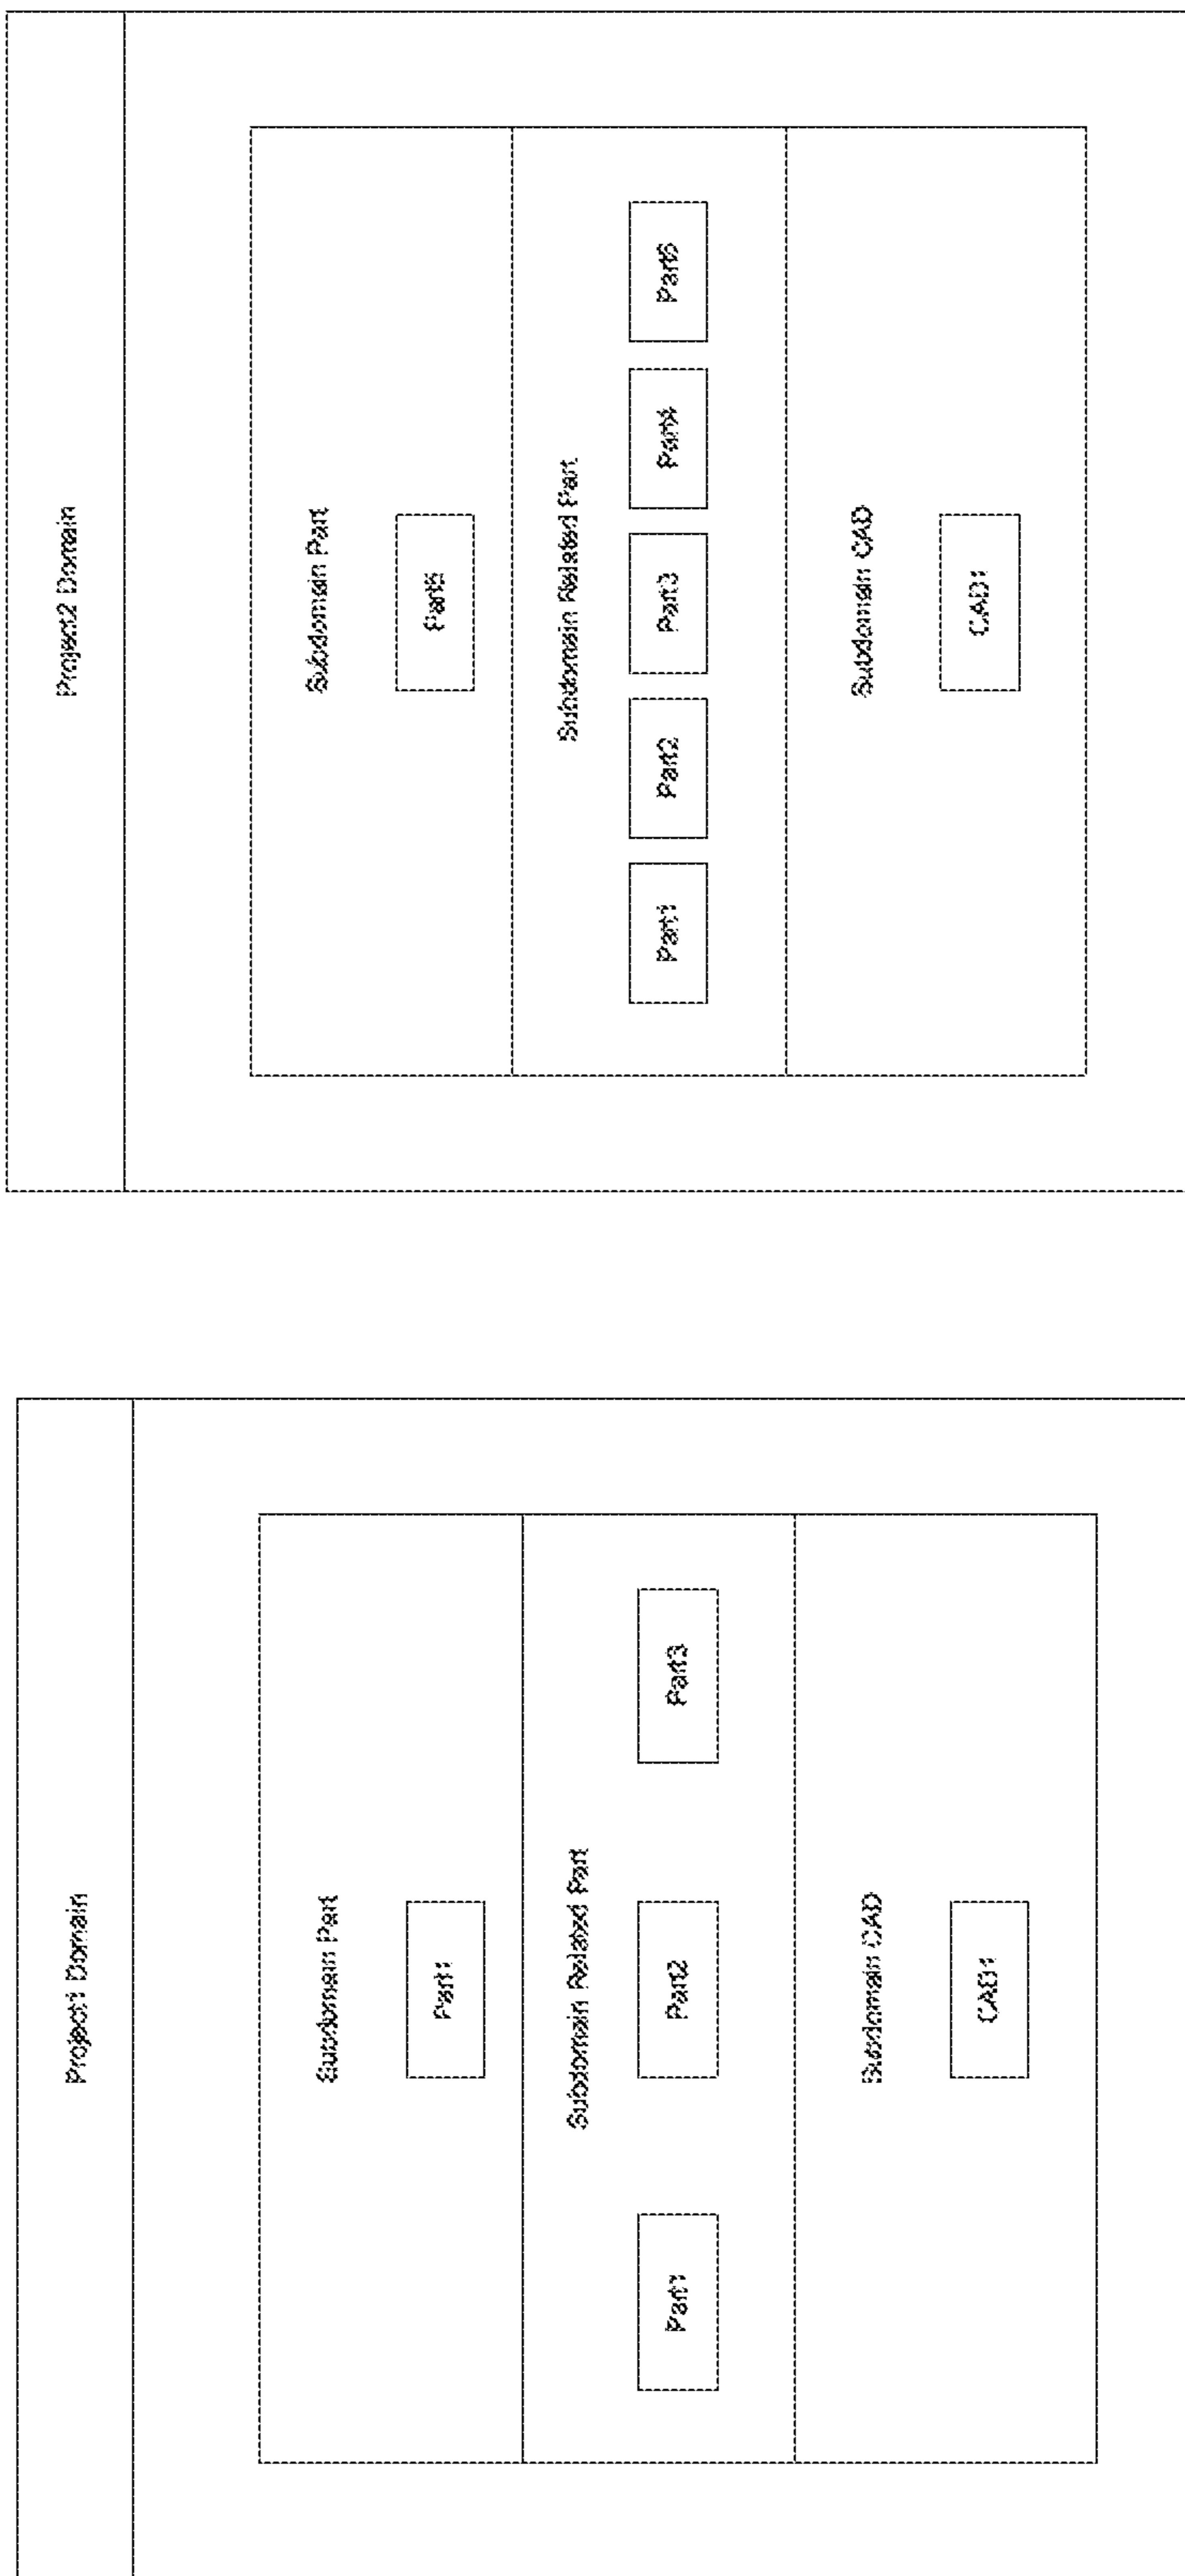 Project1 Domain
Subdomain Part
Part1
Subdomain Related Part
Part1
Part2
Part3
Subdomain CAD
CAD1
Project2 Domain
Subdomain Part
Part5
Subdomain Related Part
Part1
Part2
Part3
Part4
Part5
Subdomain CAD
CAD1